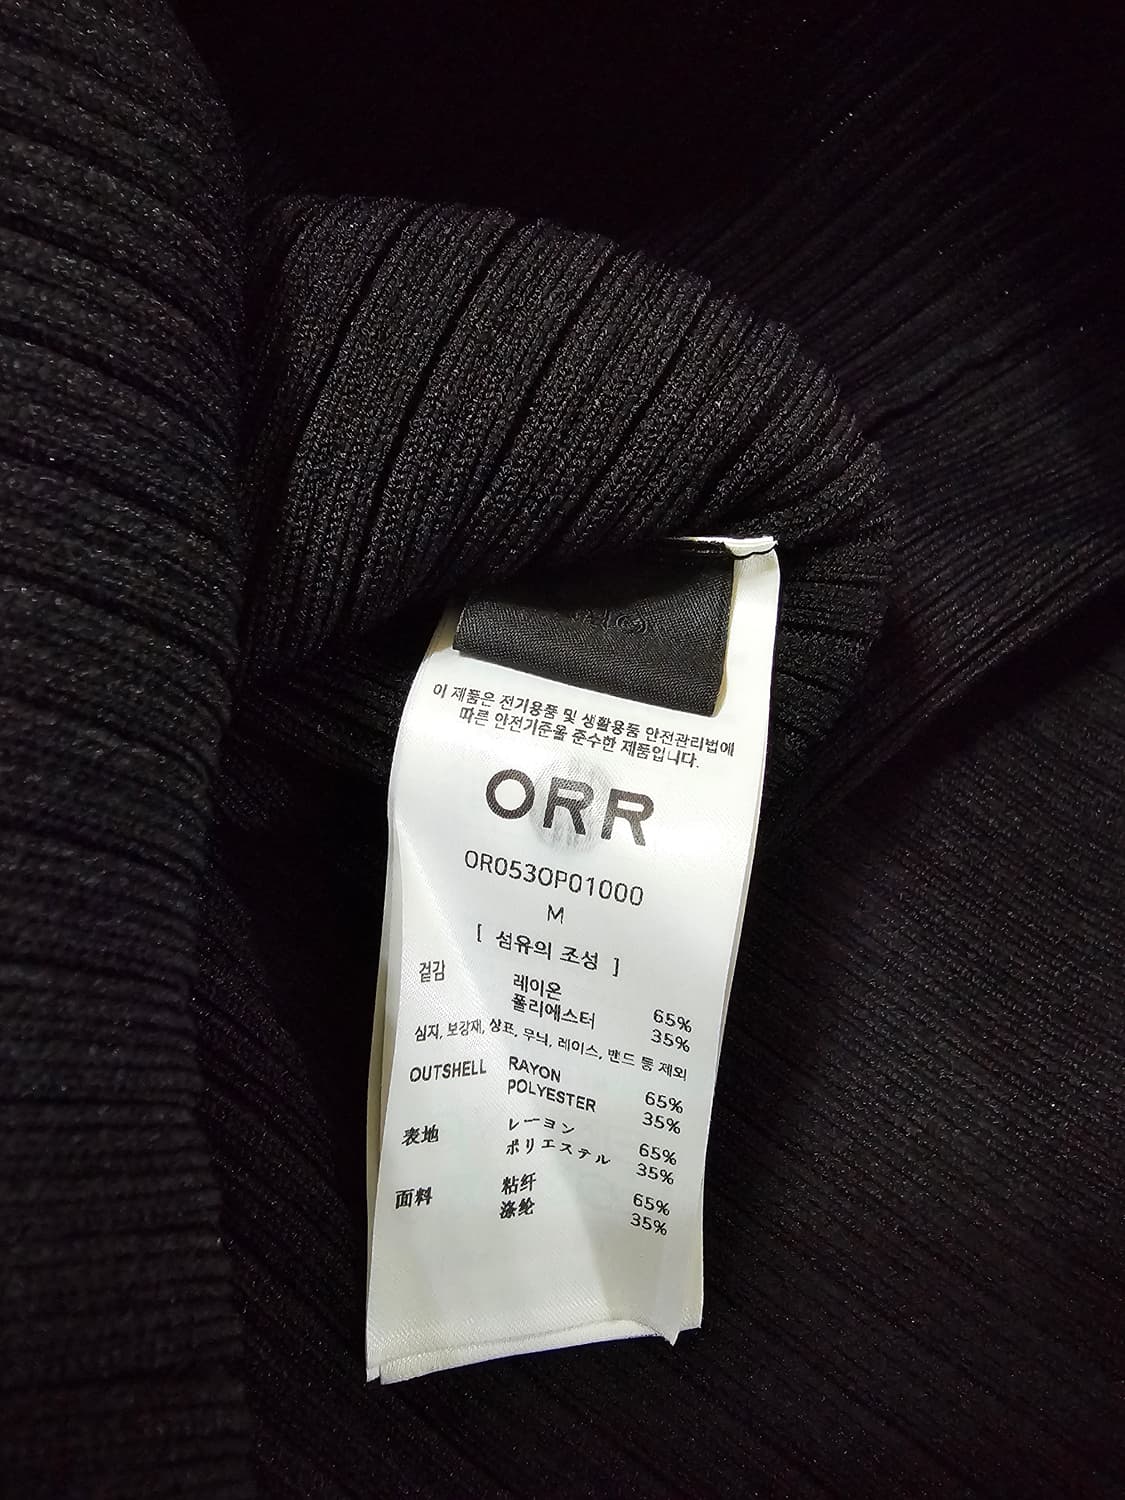 이 제품은 전기용품 및 생활용품 안전관리법에
따른 안전기준을 준수한 제품입니다.
ORR
OR053OP01000
M
[ 섬유의 조성 ]
겉감 레이온 65%
폴리에스터 35%
심지, 보강재, 상표, 무늬, 레이스, 밴드 등 제외
OUTSHELL RAYON 65%
POLYESTER 35%
表地 レーヨン 65%
ポリエステル 35%
面料 粘纤 65%
涤纶 35%